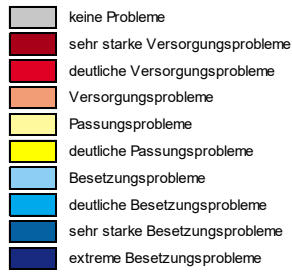 keine Probleme
sehr starke Versorgungsprobleme
deutliche Versorgungsprobleme
Versorgungsprobleme
Passungsprobleme
deutliche Passungsprobleme
Besetzungsprobleme
deutliche Besetzungsprobleme
sehr starke Besetzungsprobleme
extreme Besetzungsprobleme